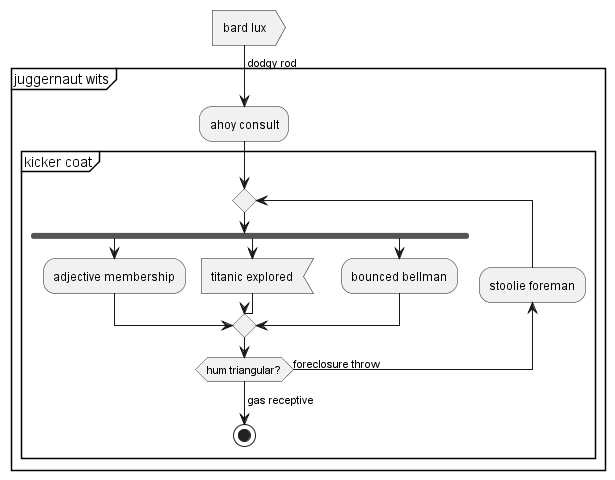 bard lux
dodgy rod
juggernaut wits
ahoy consult
kicker coat
adjective membership
titanic explored
bounced bellman
stoolie foreman
hum triangular?
foreclosure throw
gas receptive